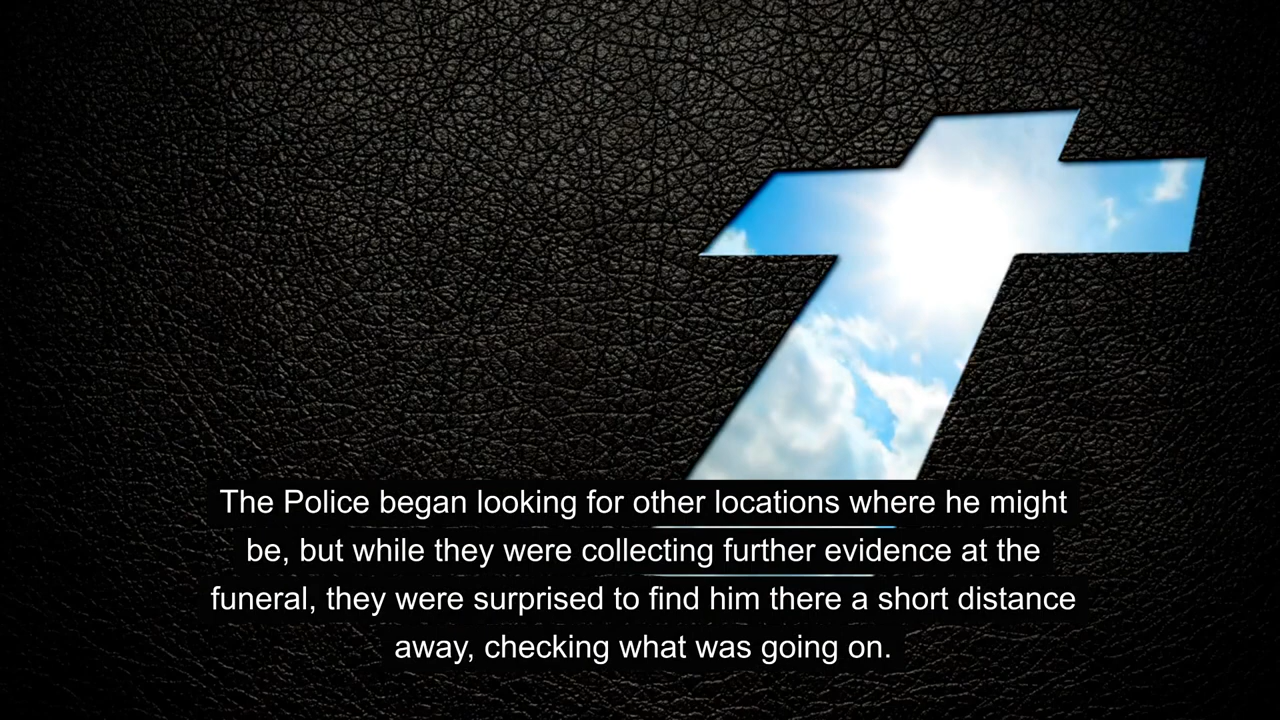 The Police began looking for other locations where he might
be, but while they were collecting further evidence at the
funeral, they were surprised to find him there a short distance
away, checking what was going on.